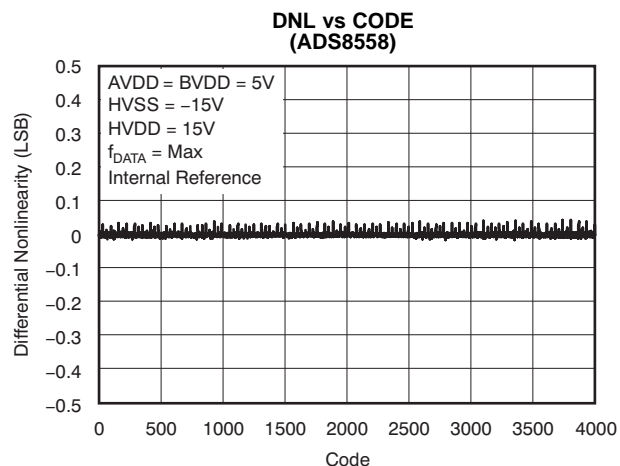 DNL vs CODE
(ADS8558)
0.5
0.4
0.3
0.2
0.1
0
−0.1
−0.2
−0.3
−0.4
−0.5
Differential Nonlinearity (LSB)
AVDD = BVDD = 5V
HVSS = −15V
HVDD = 15V
fDATA = Max
Internal Reference
0 500 1000 1500 2000 2500 3000 3500 4000
Code